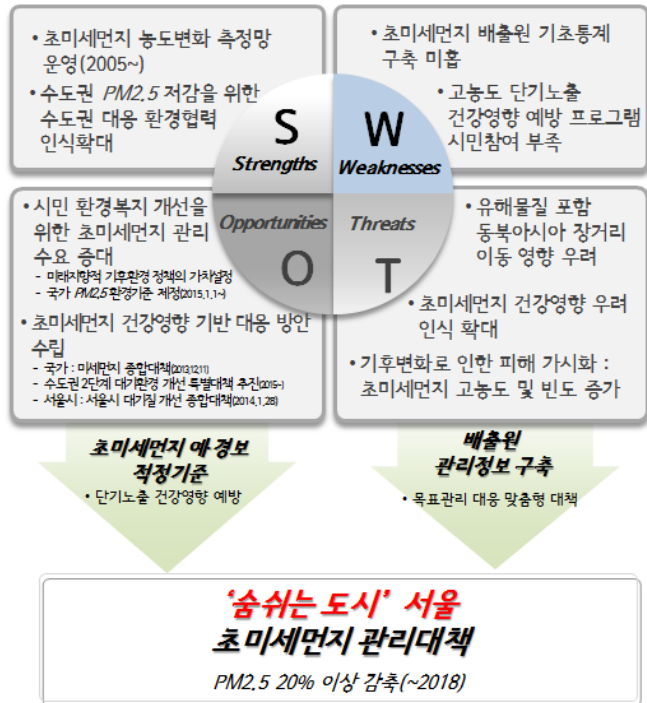 • 초미세먼지 농도변화 측정망
운영(2005~)
• 수도권 PM2.5 저감을 위한
수도권 대응 환경협력
인식확대
• 초미세먼지 배출원 기초통계
구축 미흡
• 고농도 단기노출
건강영향 예방 프로그램
시민참여 부족
S
Strengths
W
Weaknesses
Opportunities
O
Threats
T
• 시민 환경복지 개선을
위한 초미세먼지 관리
수요 증대
- 미래지향적 기후환경 정책의 가치설정
- 국가 PM2.5 환경기준 제정(2015.1.1~)
• 초미세먼지 건강영향 기반 대응 방안
수립
- 국가 : 미세먼지 종합대책(2013.12.11)
- 수도권 2단계 대기환경 개선 특별대책 추진(2015~)
- 서울시 : 서울시 대기질 개선 종합대책(2014.1.28)
• 유해물질 포함
동북아시아 장거리
이동 영향 우려
• 초미세먼지 건강영향 우려
인식 확대
• 기후변화로 인한 피해 가시화 :
초미세먼지 고농도 및 빈도 증가
초미세먼지 예·경보
적정기준
• 단기노출 건강영향 예방
배출원
관리정보 구축
• 목표관리 대응 맞춤형 대책
‘숨쉬는 도시’ 서울
초미세먼지 관리대책
PM2.5 20% 이상 감축(~2018)